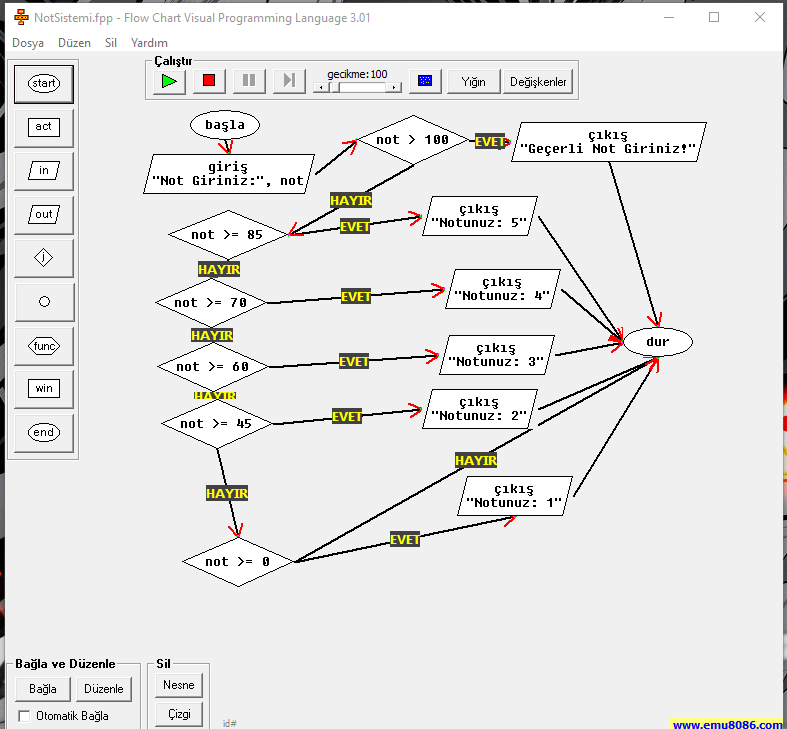 NotSistemi.fpp - Flow Chart Visual Programming Language 3.01
Dosya Düzen Sil Yardım
Çalıştır
gecikme:100
Yığın
Değişkenler
start
act
in
out
j
func
win
end
başla
giriş
"Not Giriniz:", not
not > 100
EVET
çıkış
"Geçerli Not Giriniz!"
HAYIR
not >= 85
EVET
çıkış
"Notunuz: 5"
HAYIR
not >= 70
EVET
çıkış
"Notunuz: 4"
dur
HAYIR
not >= 60
EVET
çıkış
"Notunuz: 3"
HAYIR
not >= 45
EVET
çıkış
"Notunuz: 2"
HAYIR
HAYIR
çıkış
"Notunuz: 1"
EVET
not >= 0
Bağla ve Düzenle
Bağla
Düzenle
Otomatik Bağla
Sil
Nesne
Çizgi
id#
www.emu8086.com